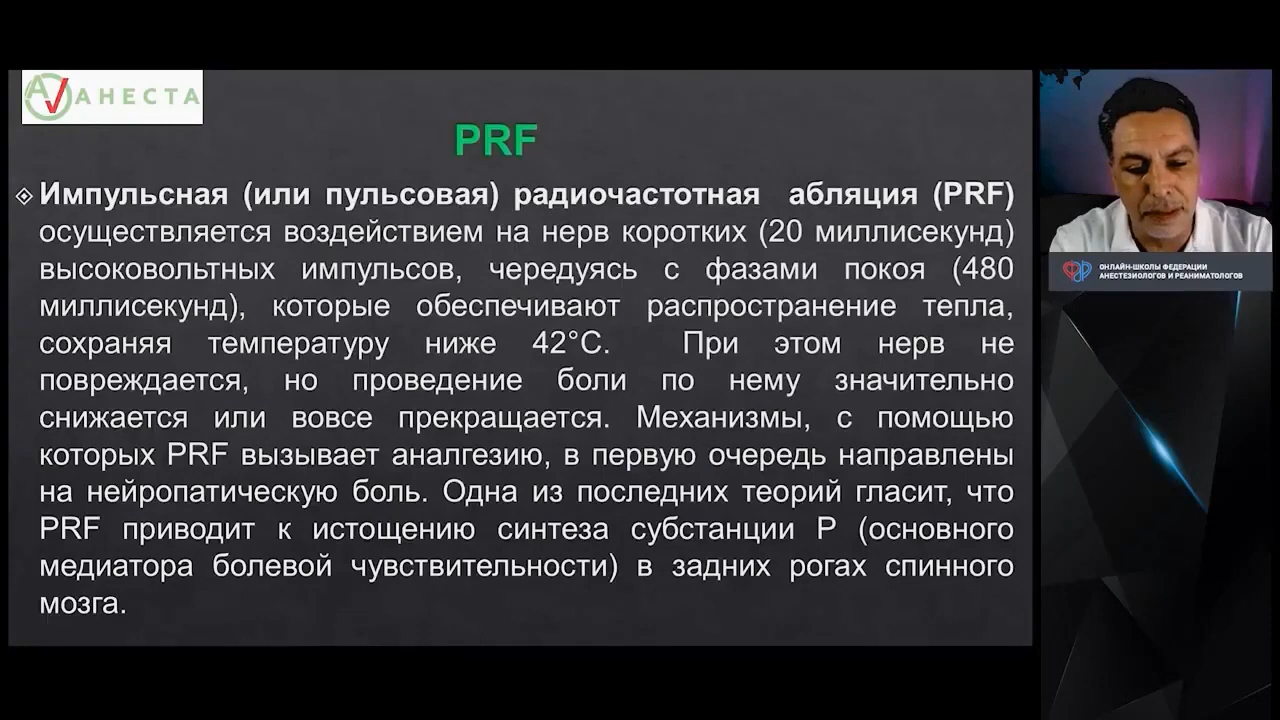 АНЕСТА
PRF
Импульсная (или пульсовая) радиочастотная абляция (PRF)
осуществляется воздействием на нерв коротких (20 миллисекунд)
высоковольтных импульсов, чередуясь с фазами покоя (480
миллисекунд), которые обеспечивают распространение тепла,
сохраняя температуру ниже 42°C. При этом нерв не
повреждается, но проведение боли по нему значительно
снижается или вовсе прекращается. Механизмы, с помощью
которых PRF вызывает аналгезию, в первую очередь направлены
на нейропатическую боль. Одна из последних теорий гласит, что
PRF приводит к истощению синтеза субстанции P (основного
медиатора болевой чувствительности) в задних рогах спинного
мозга.
ОНЛАЙН-ШКОЛЫ ФЕДЕРАЦИИ
АНЕСТЕЗИОЛОГОВ И РЕАНИМАТОЛОГОВ